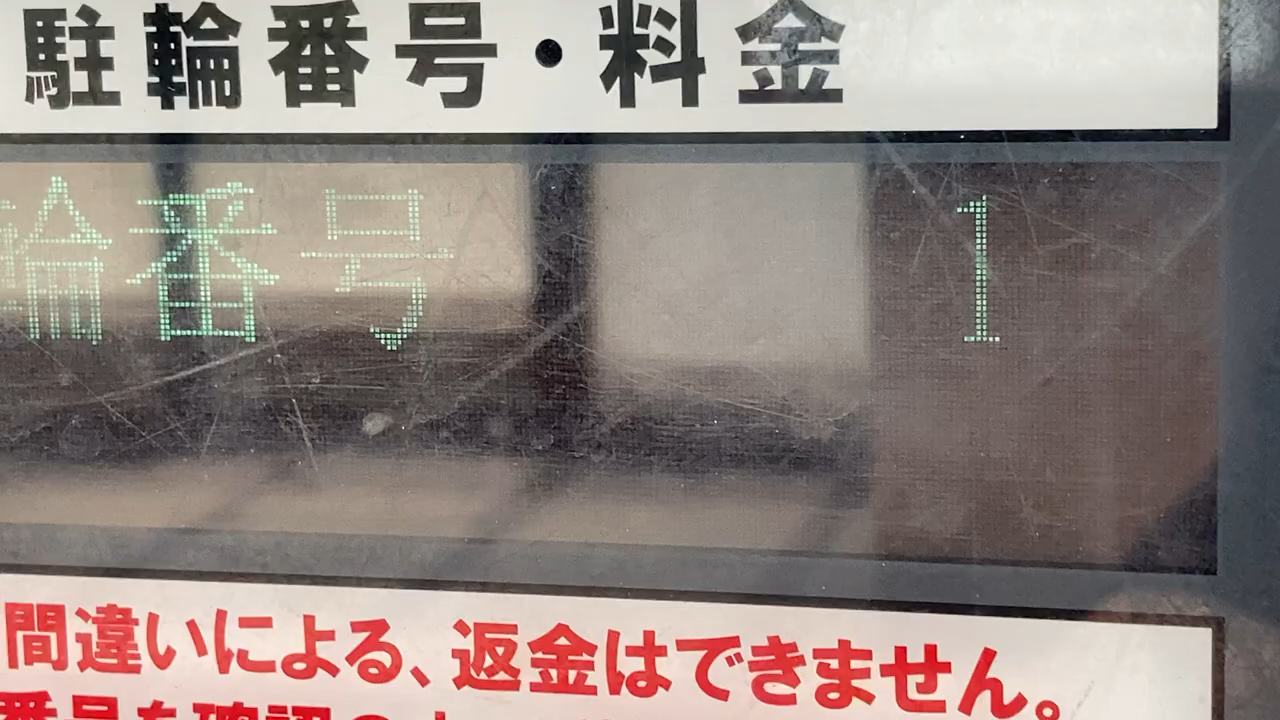 駐輪番号・料金
輪番号 1
間違いによる、返金はできません。
番号を確認の